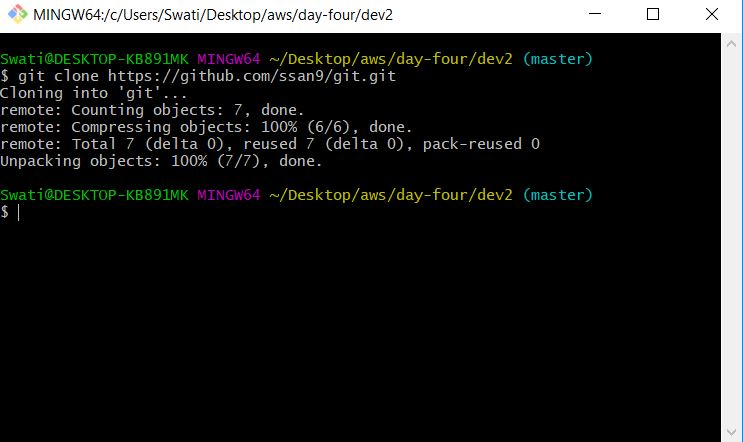 MINGW64:/c/Users/Swati/Desktop/aws/day-four/dev2
Swati@DESKTOP-KB891MK MINGW64 ~/Desktop/aws/day-four/dev2 (master)
$ git clone https://github.com/ssan9/git.git
Cloning into 'git'...
remote: Counting objects: 7, done.
remote: Compressing objects: 100% (6/6), done.
remote: Total 7 (delta 0), reused 7 (delta 0), pack-reused 0
Unpacking objects: 100% (7/7), done.
Swati@DESKTOP-KB891MK MINGW64 ~/Desktop/aws/day-four/dev2 (master)
$